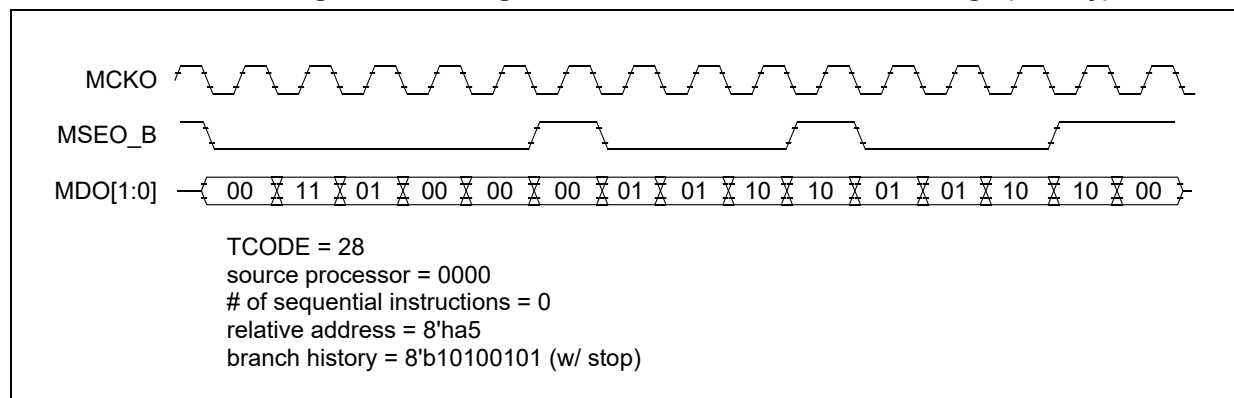 MCKO
MSEO_B
MDO[1:0] 00 11 01 00 00 00 01 01 10 10 01 01 10 10 00
TCODE = 28
source processor = 0000
# of sequential instructions = 0
relative address = 8'ha5
branch history = 8'b10100101 (w/ stop)